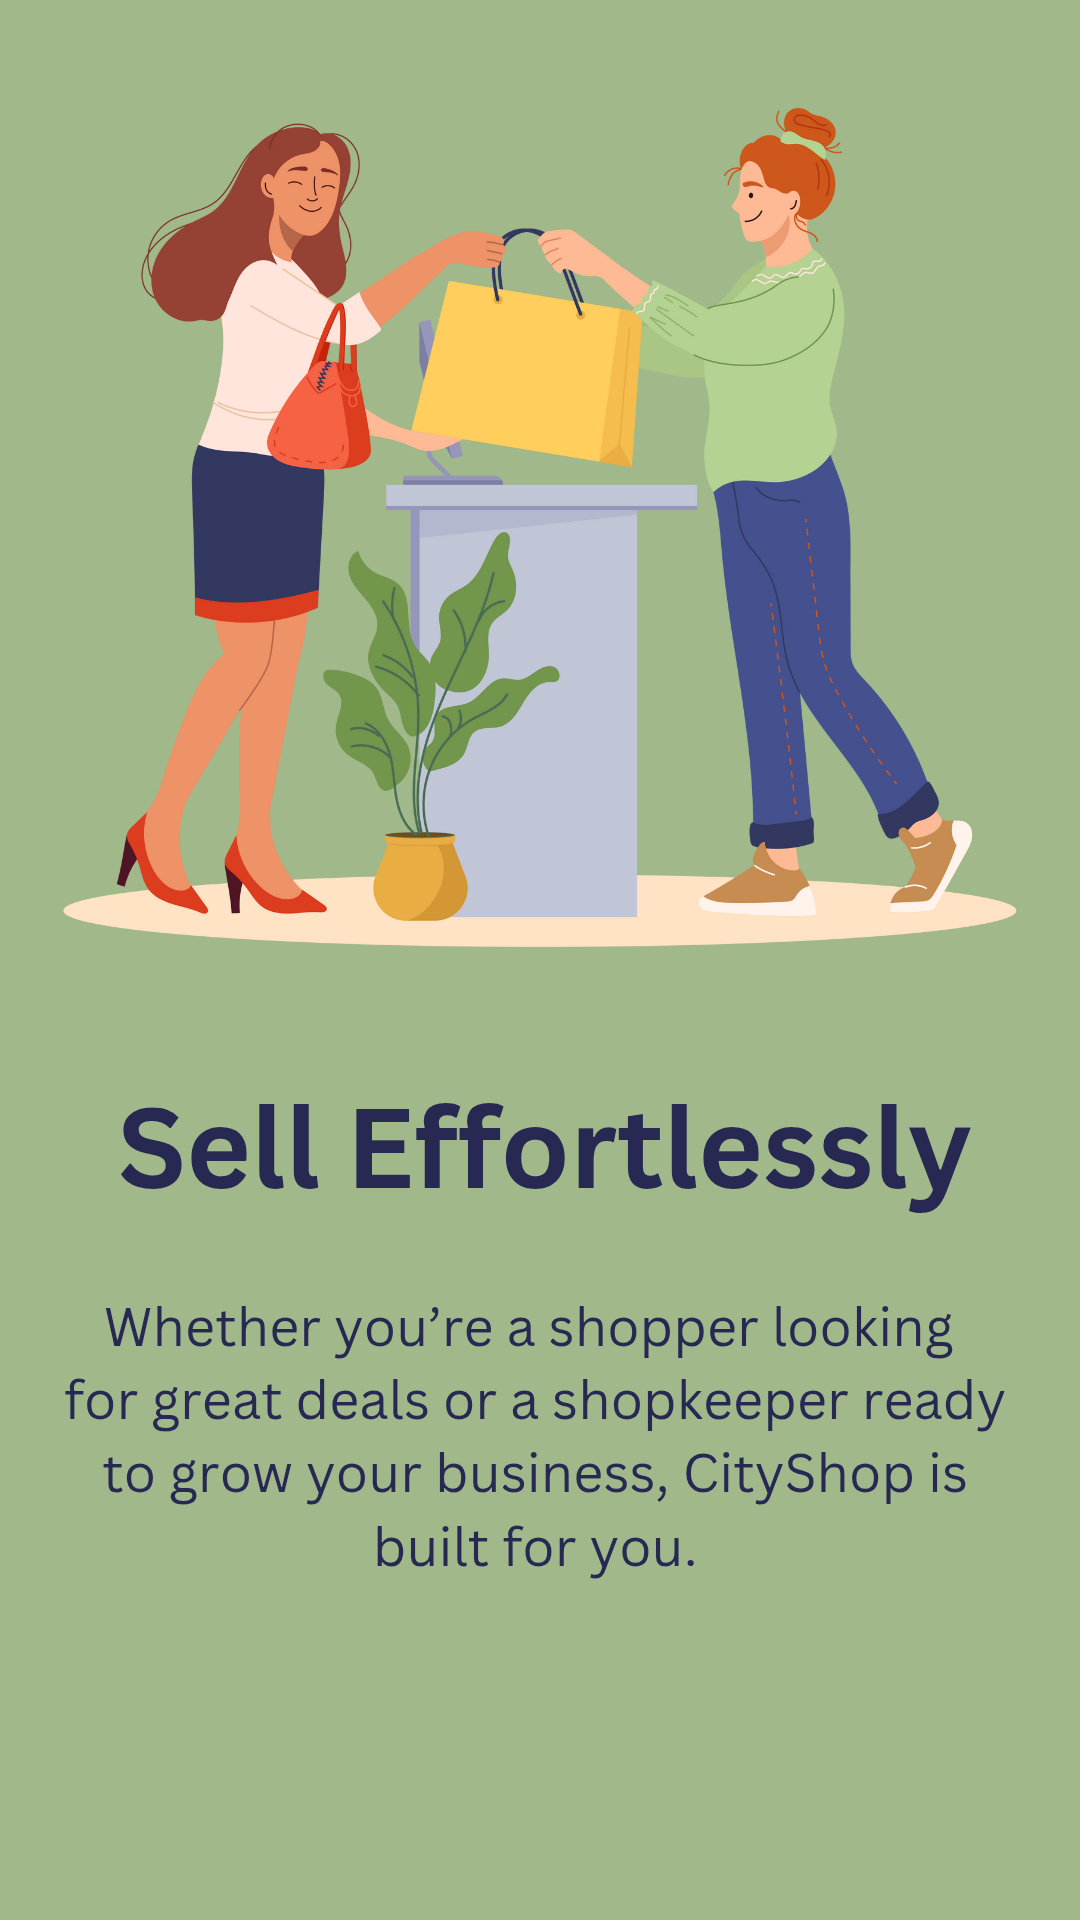 Sell Effortlessly
Whether you’re a shopper looking
for great deals or a shopkeeper ready
to grow your business, CityShop is
built for you.